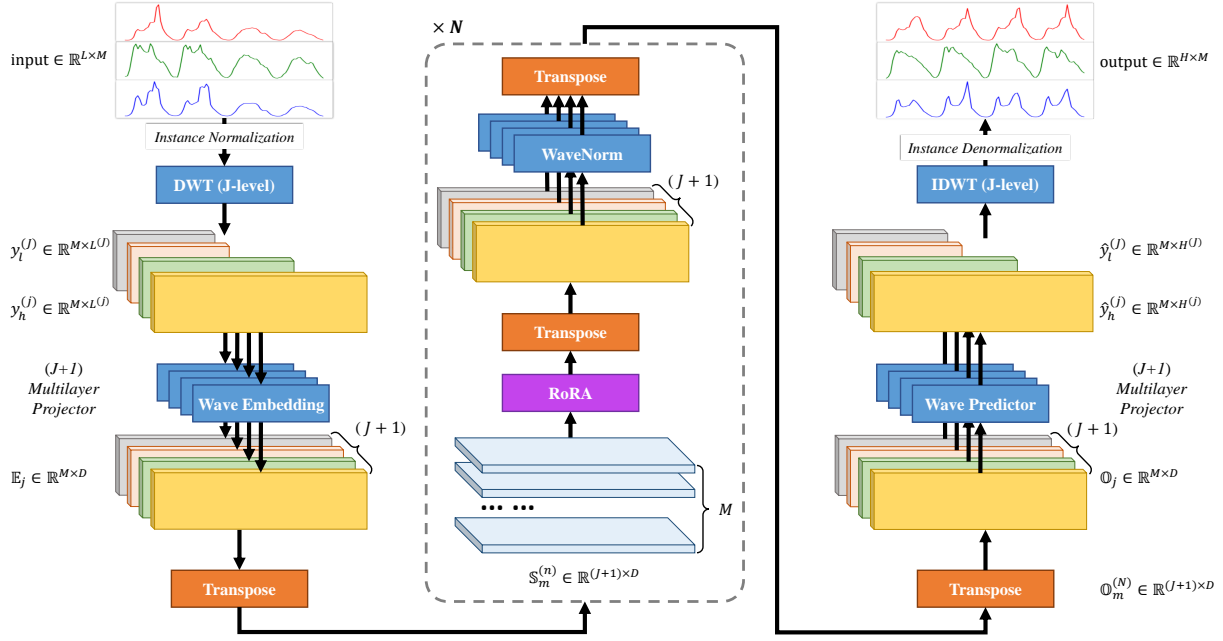 input ∈ ℝ^{L×M}
Instance Normalization
DWT (J-level)
y_l^{(J)} ∈ ℝ^{M×L^{(J)}}
y_h^{(j)} ∈ ℝ^{M×L^{(j)}}
(J+1)
Multilayer
Projector
Wave Embedding
(J + 1)
𝔼_j ∈ ℝ^{M×D}
Transpose
× N
Transpose
WaveNorm
(J + 1)
Transpose
RoRA
... ...
M
𝕊_m^{(n)} ∈ ℝ^{(J+1)×D}
output ∈ ℝ^{H×M}
Instance Denormalization
IDWT (J-level)
ŷ_l^{(J)} ∈ ℝ^{M×H^{(J)}}
ŷ_h^{(j)} ∈ ℝ^{M×H^{(j)}}
(J+1)
Multilayer
Projector
Wave Predictor
(J + 1)
𝕆_j ∈ ℝ^{M×D}
Transpose
𝕆_m^{(N)} ∈ ℝ^{(J+1)×D}